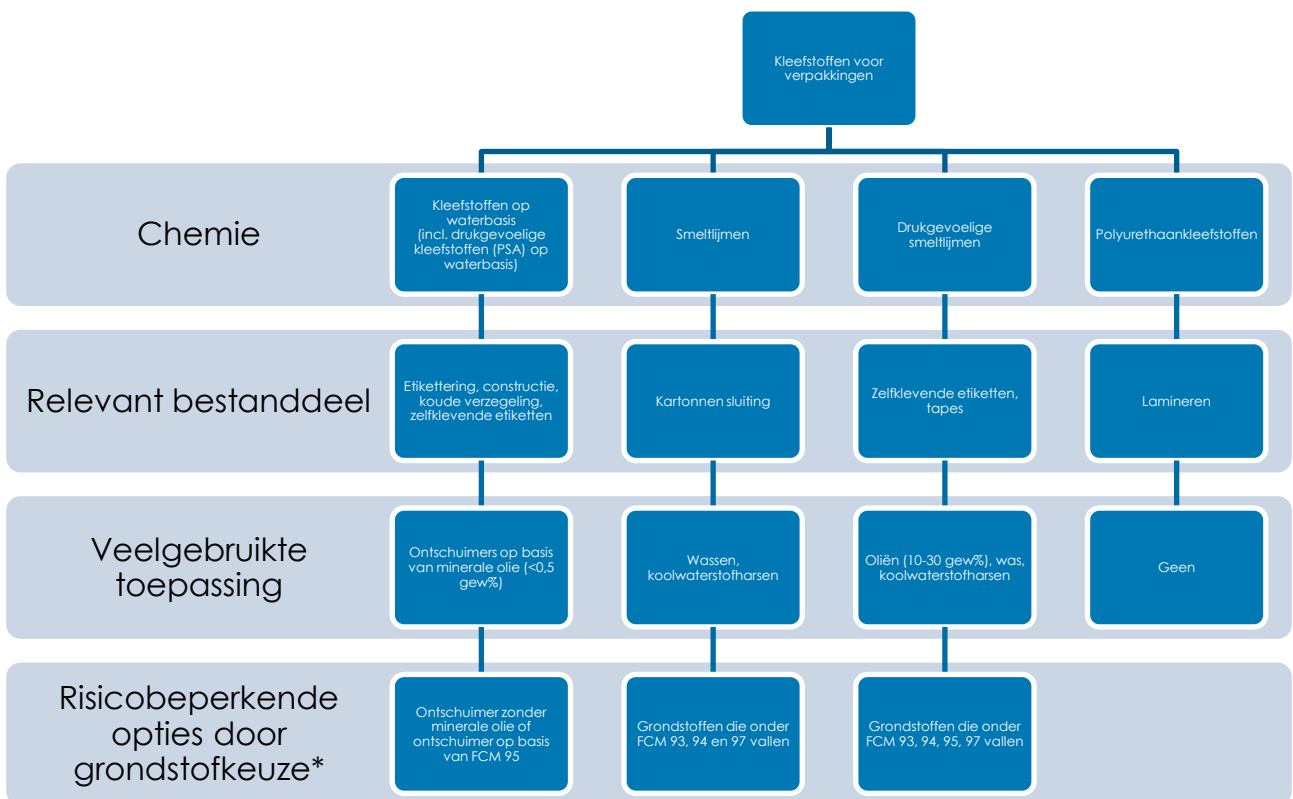 Kleefstoffen voor
verpakkingen
Chemie
Kleefstoffen op
waterbasis
(incl. drukgevoelige
kleefstoffen (PSA) op
waterbasis)
Smeltlijmen
Drukgevoelige
smeltlijmen
Polyurethaankleefstoffen
Relevant bestanddeel
Etikettering, constructie,
koude verzegeling,
zelfklevende etiketten
Kartonnen sluiting
Zelfklevende etiketten,
tapes
Lamineren
Veelgebruikte
toepassing
Ontschuimers op basis
van minerale olie (<0,5
gew%)
Wassen,
koolwaterstofharsen
Oliën (10-30 gew%), was,
koolwaterstofharsen
Geen
Risicobeperkende
opties door
grondstofkeuze*
Ontschuimer zonder
minerale olie of
ontschuimer op basis
van FCM 95
Grondstoffen die onder
FCM 93, 94 en 97 vallen
Grondstoffen die onder
FCM 93, 94, 95, 97 vallen